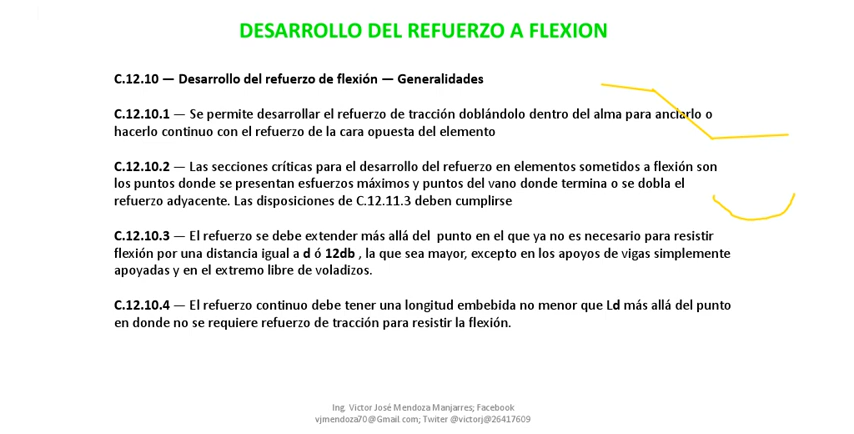 DESARROLLO DEL REFUERZO A FLEXION
C.12.10 — Desarrollo del refuerzo de flexión — Generalidades
C.12.10.1 — Se permite desarrollar el refuerzo de tracción doblándolo dentro del alma para anclarlo o
hacerlo continuo con el refuerzo de la cara opuesta del elemento
C.12.10.2 — Las secciones críticas para el desarrollo del refuerzo en elementos sometidos a flexión son
los puntos donde se presentan esfuerzos máximos y puntos del vano donde termina o se dobla el
refuerzo adyacente. Las disposiciones de C.12.11.3 deben cumplirse
C.12.10.3 — El refuerzo se debe extender más allá del punto en el que ya no es necesario para resistir
flexión por una distancia igual a d ó 12db , la que sea mayor, excepto en los apoyos de vigas simplemente
apoyadas y en el extremo libre de voladizos.
C.12.10.4 — El refuerzo continuo debe tener una longitud embebida no menor que Ld más allá del punto
en donde no se requiere refuerzo de tracción para resistir la flexión.
Ing. Victor José Mendoza Manjarres; Facebook
vjmendoza70@Gmail.com; Twiter @victorj@26417609